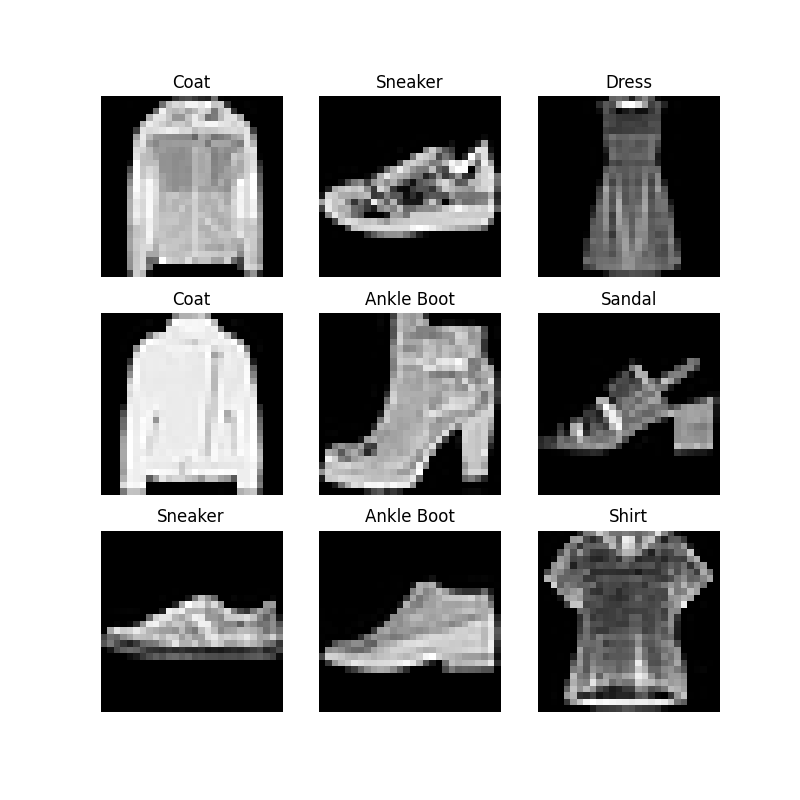 Coat
Sneaker
Dress
Coat
Ankle Boot
Sandal
Sneaker
Ankle Boot
Shirt